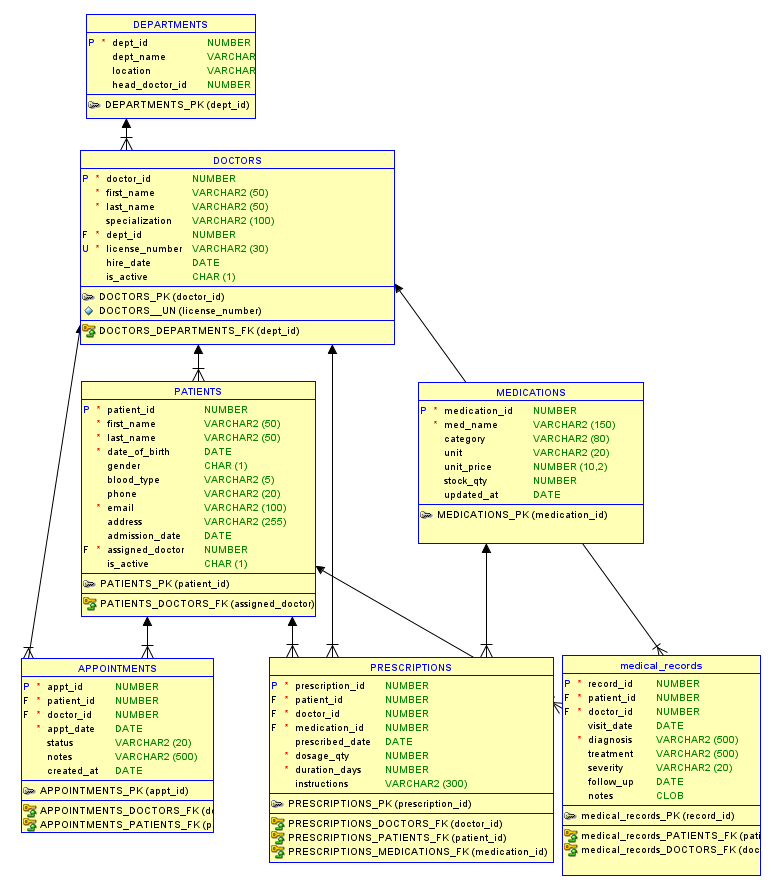 DEPARTMENTS
P * dept_id NUMBER
dept_name VARCHAR
location VARCHAR
head_doctor_id NUMBER
DEPARTMENTS_PK (dept_id)
DOCTORS
P * doctor_id NUMBER
* first_name VARCHAR2 (50)
* last_name VARCHAR2 (50)
specialization VARCHAR2 (100)
F * dept_id NUMBER
U * license_number VARCHAR2 (30)
hire_date DATE
is_active CHAR (1)
DOCTORS_PK (doctor_id)
DOCTORS__UN (license_number)
DOCTORS_DEPARTMENTS_FK (dept_id)
PATIENTS
P * patient_id NUMBER
* first_name VARCHAR2 (50)
* last_name VARCHAR2 (50)
* date_of_birth DATE
gender CHAR (1)
blood_type VARCHAR2 (5)
phone VARCHAR2 (20)
* email VARCHAR2 (100)
address VARCHAR2 (255)
admission_date DATE
F * assigned_doctor NUMBER
is_active CHAR (1)
PATIENTS_PK (patient_id)
PATIENTS_DOCTORS_FK (assigned_doctor)
MEDICATIONS
P * medication_id NUMBER
* med_name VARCHAR2 (150)
category VARCHAR2 (80)
unit VARCHAR2 (20)
unit_price NUMBER (10,2)
stock_qty NUMBER
updated_at DATE
MEDICATIONS_PK (medication_id)
APPOINTMENTS
P * appt_id NUMBER
F * patient_id NUMBER
F * doctor_id NUMBER
* appt_date DATE
status VARCHAR2 (20)
notes VARCHAR2 (500)
created_at DATE
APPOINTMENTS_PK (appt_id)
APPOINTMENTS_DOCTORS_FK (do
APPOINTMENTS_PATIENTS_FK (p
PRESCRIPTIONS
P * prescription_id NUMBER
F * patient_id NUMBER
F * doctor_id NUMBER
F * medication_id NUMBER
prescribed_date DATE
* dosage_qty NUMBER
* duration_days NUMBER
instructions VARCHAR2 (300)
PRESCRIPTIONS_PK (prescription_id)
PRESCRIPTIONS_DOCTORS_FK (doctor_id)
PRESCRIPTIONS_PATIENTS_FK (patient_id)
PRESCRIPTIONS_MEDICATIONS_FK (medication_id)
medical_records
P * record_id NUMBER
F * patient_id NUMBER
F * doctor_id NUMBER
visit_date DATE
* diagnosis VARCHAR2 (500)
treatment VARCHAR2 (500)
severity VARCHAR2 (20)
follow_up DATE
notes CLOB
medical_records_PK (record_id)
medical_records_PATIENTS_FK (pati
medical_records_DOCTORS_FK (doc